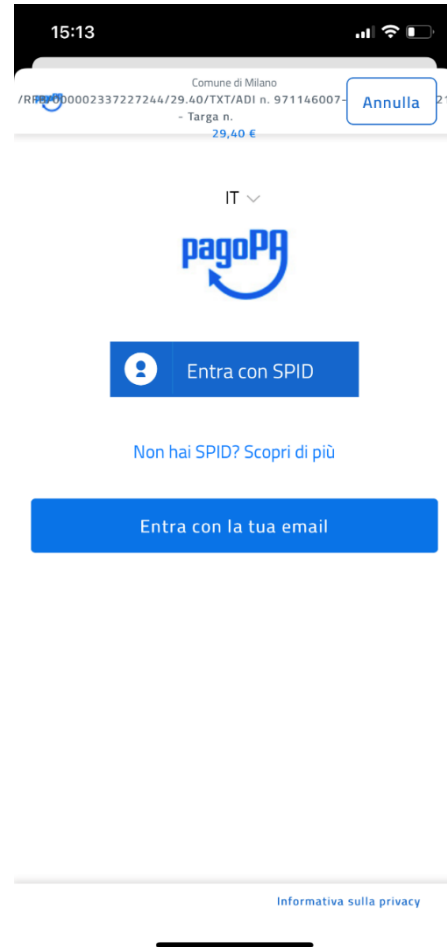 15:13
Comune di Milano
000002337227244/29.40/TXT/ADI n. 971146007-
- Targa n.
29,40 €
Annulla
IT
pagoPA
Entra con SPID
Non hai SPID? Scopri di più
Entra con la tua email
Informativa sulla privacy